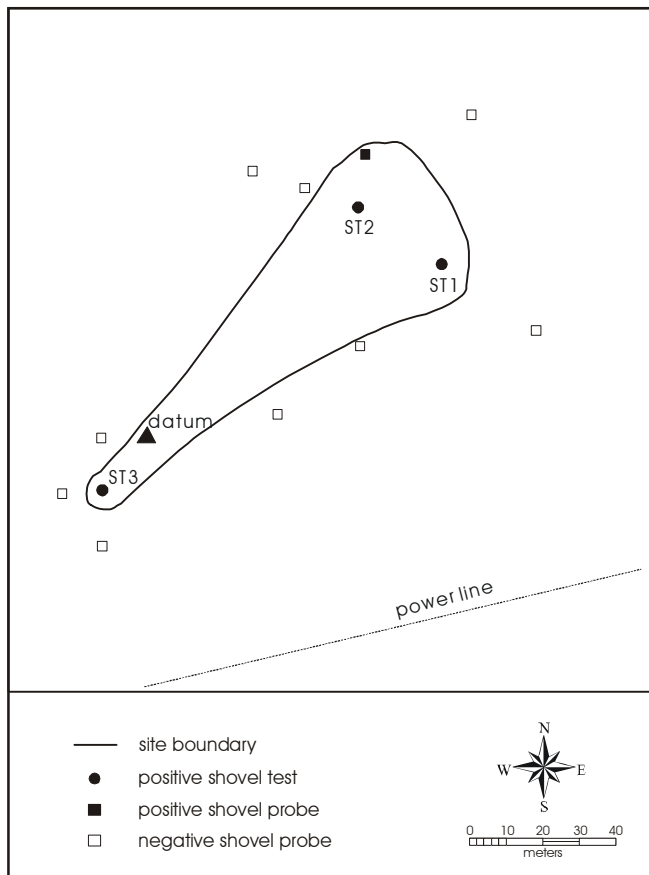 ST2
ST1
datum
ST3
power line
site boundary
positive shovel test
positive shovel probe
negative shovel probe
N
W E
S
0 10 20 30 40
meters